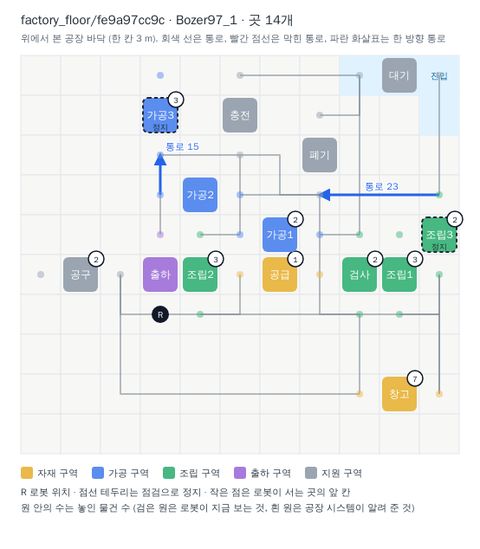 factory_floor/fe9a97cc9c · Bozer97_1 · 곳 14개
위에서 본 공장 바닥 (한 칸 3 m). 회색 선은 통로, 빨간 점선은 막힌 통로, 파란 화살표는 한 방향 통로
대기
진입
3
가공3
정지
충전
통로 15
폐기
통로 23
가공2
2
가공1
2
조립3
정지
2
공구
출하
3
조립2
1
공급
2
검사
3
조립1
R
7
창고
자재 구역
가공 구역
조립 구역
출하 구역
지원 구역
R 로봇 위치 · 점선 테두리는 점검으로 정지 · 작은 점은 로봇이 서는 곳의 앞 칸
원 안의 수는 놓인 물건 수 (검은 원은 로봇이 지금 보는 것, 흰 원은 공장 시스템이 알려 준 것)